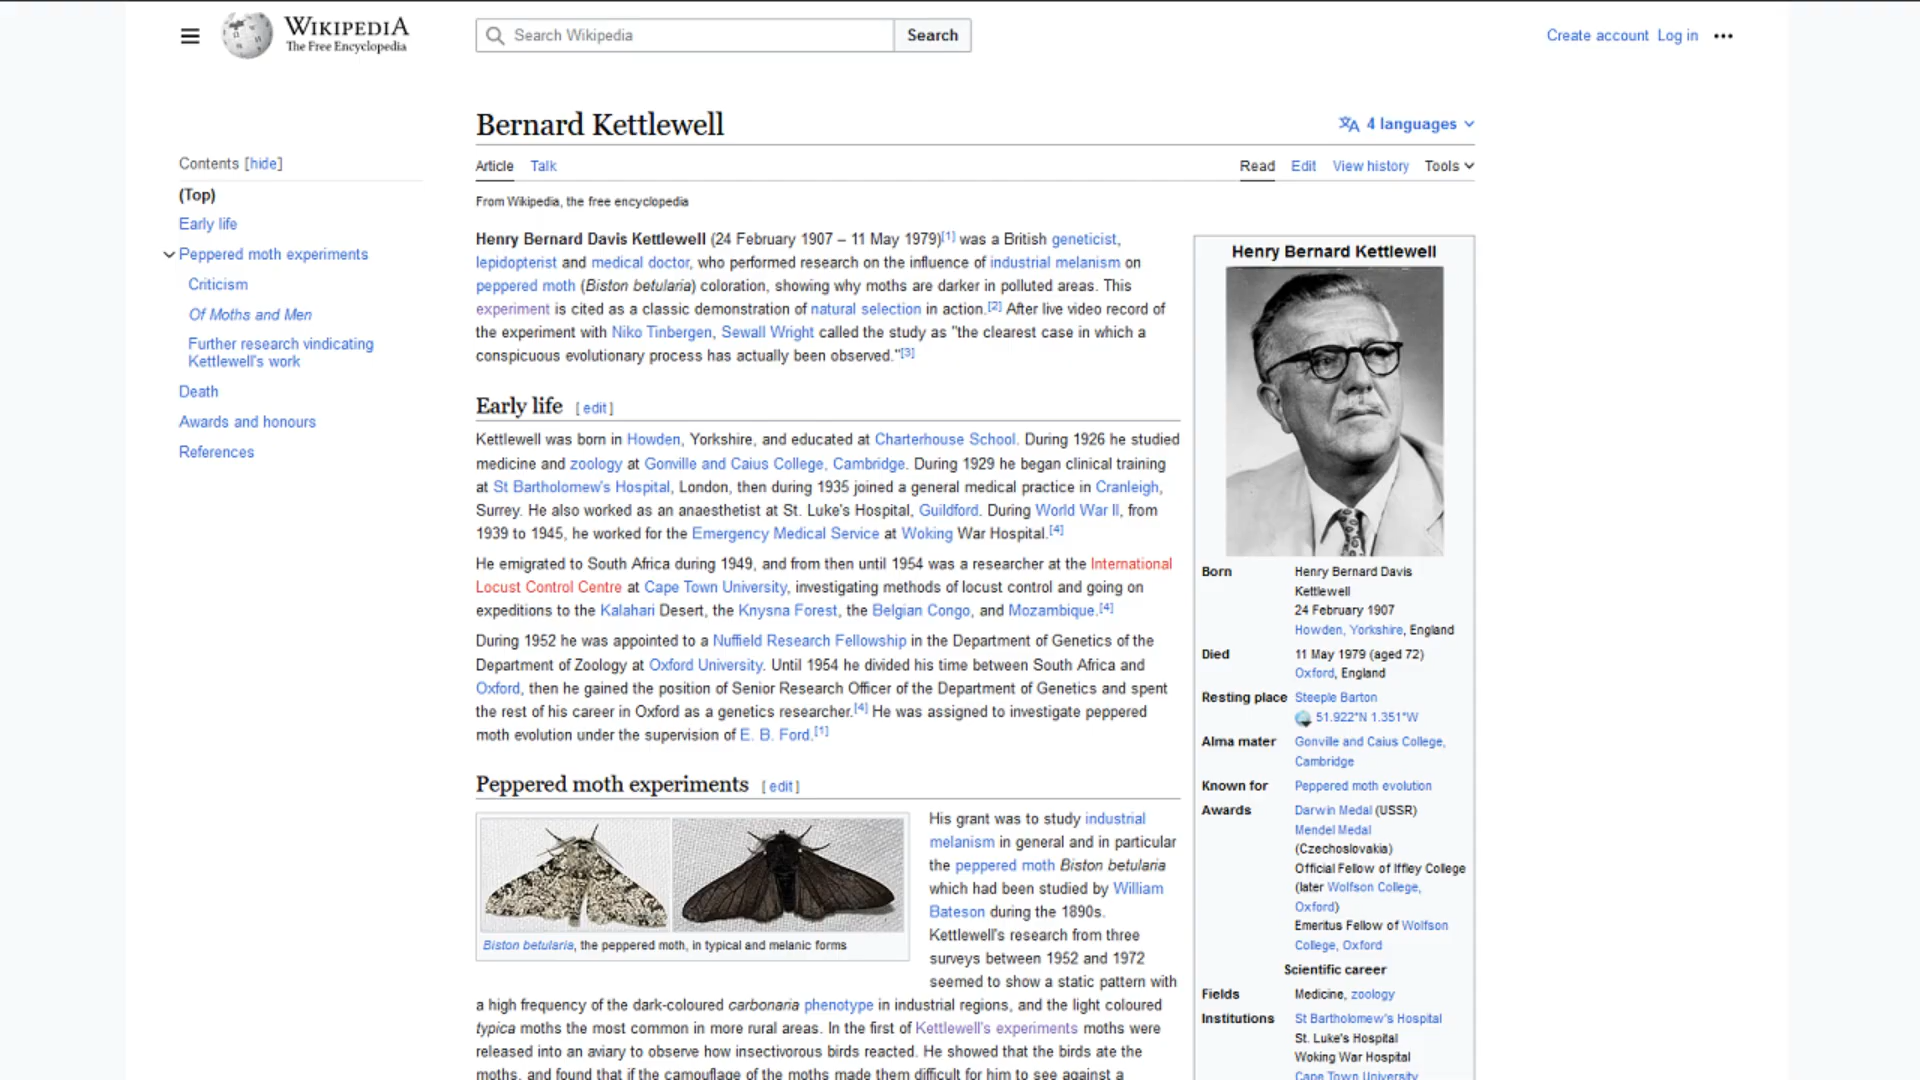 WIKIPEDIA
The Free Encyclopedia
Search Wikipedia
Search
Create account Log in
Contents [hide]
(Top)
Early life
Peppered moth experiments
Criticism
Of Moths and Men
Further research vindicating
Kettlewell's work
Death
Awards and honours
References
Bernard Kettlewell
4 languages
Article Talk
Read Edit View history Tools
From Wikipedia, the free encyclopedia
Henry Bernard Davis Kettlewell (24 February 1907 – 11 May 1979)[1] was a British geneticist,
lepidopterist and medical doctor, who performed research on the influence of industrial melanism on
peppered moth (Biston betularia) coloration, showing why moths are darker in polluted areas. This
experiment is cited as a classic demonstration of natural selection in action.[2] After live video record of
the experiment with Niko Tinbergen, Sewall Wright called the study as "the clearest case in which a
conspicuous evolutionary process has actually been observed."[3]
Early life [ edit ]
Kettlewell was born in Howden, Yorkshire, and educated at Charterhouse School. During 1926 he studied
medicine and zoology at Gonville and Caius College, Cambridge. During 1929 he began clinical training
at St Bartholomew's Hospital, London, then during 1935 joined a general medical practice in Cranleigh,
Surrey. He also worked as an anaesthetist at St. Luke's Hospital, Guildford. During World War II, from
1939 to 1945, he worked for the Emergency Medical Service at Woking War Hospital.[4]
He emigrated to South Africa during 1949, and from then until 1954 was a researcher at the International
Locust Control Centre at Cape Town University, investigating methods of locust control and going on
expeditions to the Kalahari Desert, the Knysna Forest, the Belgian Congo, and Mozambique.[4]
During 1952 he was appointed to a Nuffield Research Fellowship in the Department of Genetics of the
Department of Zoology at Oxford University. Until 1954 he divided his time between South Africa and
Oxford, then he gained the position of Senior Research Officer of the Department of Genetics and spent
the rest of his career in Oxford as a genetics researcher.[4] He was assigned to investigate peppered
moth evolution under the supervision of E. B. Ford.[1]
Peppered moth experiments [ edit ]
Biston betularia, the peppered moth, in typical and melanic forms
His grant was to study industrial
melanism in general and in particular
the peppered moth Biston betularia
which had been studied by William
Bateson during the 1890s.
Kettlewell's research from three
surveys between 1952 and 1972
seemed to show a static pattern with
a high frequency of the dark-coloured carbonaria phenotype in industrial regions, and the light coloured
typica moths the most common in more rural areas. In the first of Kettlewell's experiments moths were
released into an aviary to observe how insectivorous birds reacted. He showed that the birds ate the
moths, and found that if the camouflage of the moths made them difficult for him to see against a
Henry Bernard Kettlewell
Born Henry Bernard Davis
Kettlewell
24 February 1907
Howden, Yorkshire, England
Died 11 May 1979 (aged 72)
Oxford, England
Resting place Steeple Barton
51.922°N 1.351°W
Alma mater Gonville and Caius College,
Cambridge
Known for Peppered moth evolution
Awards Darwin Medal (USSR)
Mendel Medal
(Czechoslovakia)
Official Fellow of Iffley College
(later Wolfson College,
Oxford)
Emeritus Fellow of Wolfson
College, Oxford
Scientific career
Fields Medicine, zoology
Institutions St Bartholomew's Hospital
St. Luke's Hospital
Woking War Hospital
Cape Town University